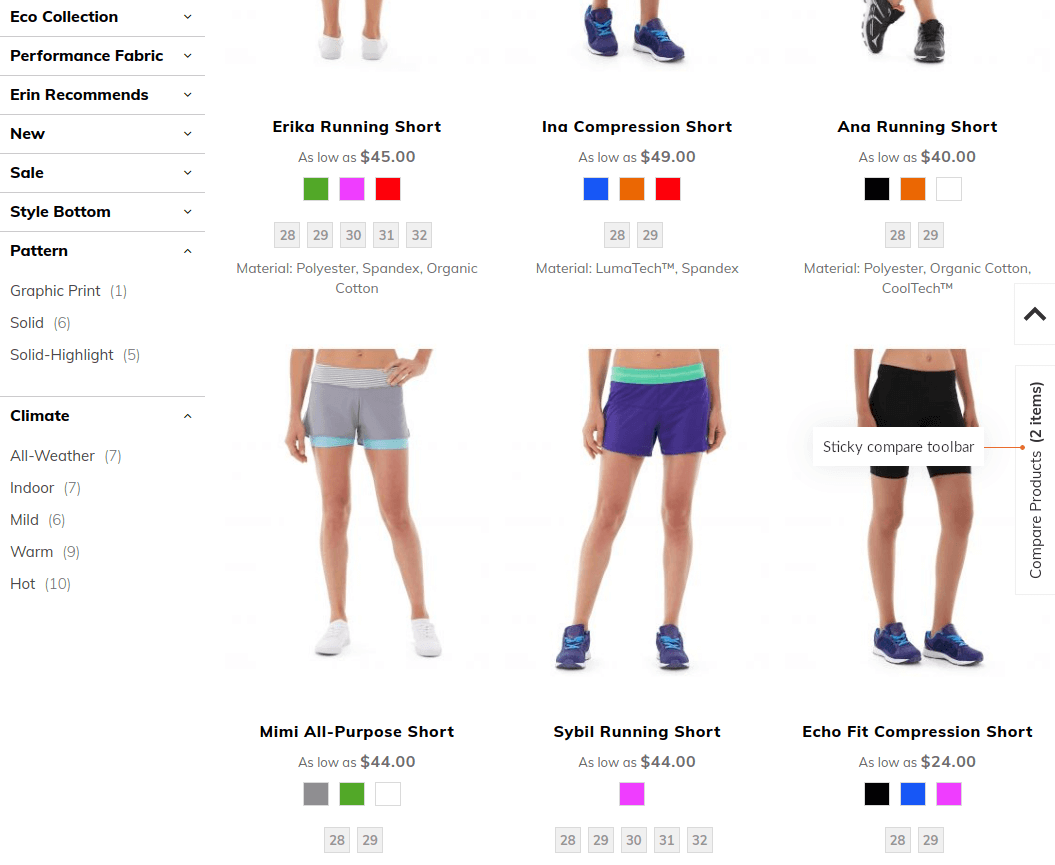 Eco Collection
Performance Fabric
Erin Recommends
New
Sale
Style Bottom
Pattern
Graphic Print (1)
Solid (6)
Solid-Highlight (5)
Climate
All-Weather (7)
Indoor (7)
Mild (6)
Warm (9)
Hot (10)
Erika Running Short
As low as $45.00
28 29 30 31 32
Material: Polyester, Spandex, Organic
Cotton
Ina Compression Short
As low as $49.00
28 29
Material: LumaTech™, Spandex
Ana Running Short
As low as $40.00
28 29
Material: Polyester, Organic Cotton,
CoolTech™
Mimi All-Purpose Short
As low as $44.00
28 29
Sybil Running Short
As low as $44.00
28 29 30 31 32
Echo Fit Compression Short
As low as $24.00
28 29
Sticky compare toolbar
Compare Products (2 items)